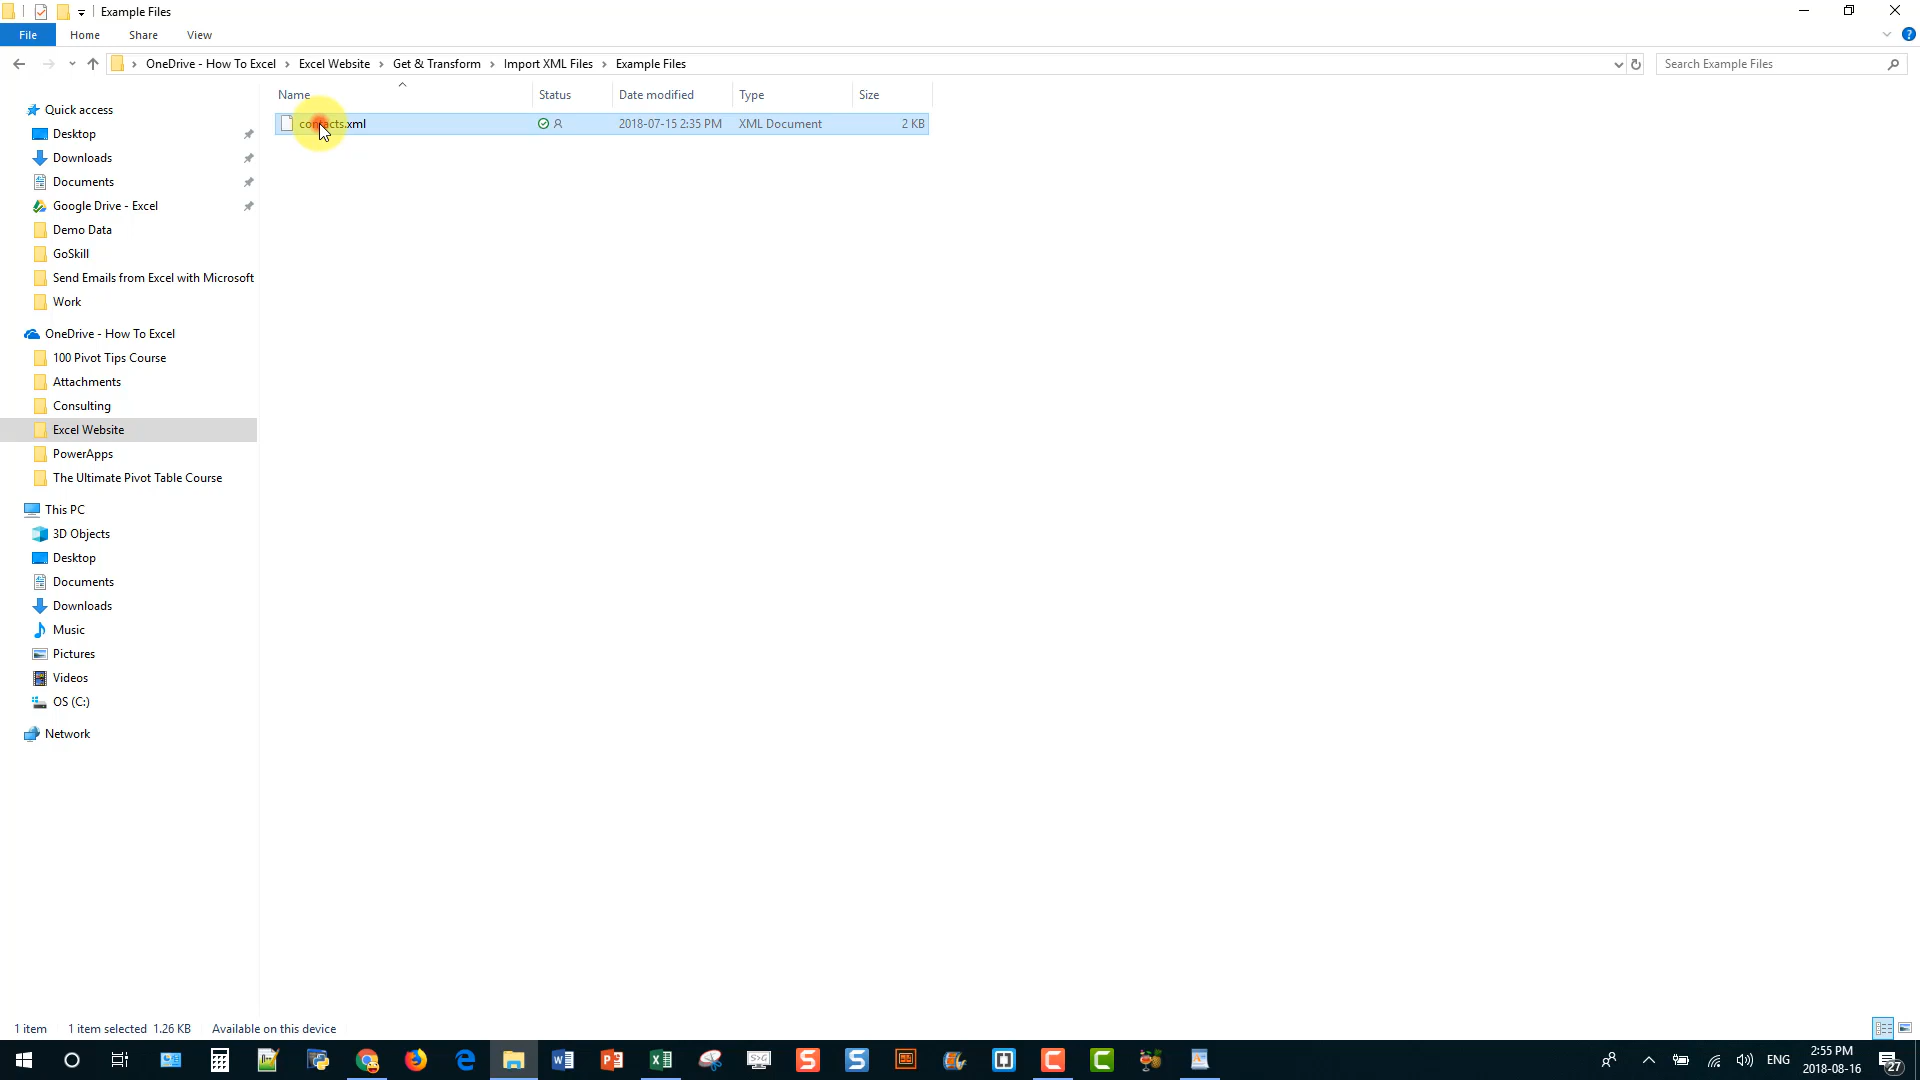 Example Files
File Home Share View
OneDrive - How To Excel Excel Website Get & Transform Import XML Files Example Files
Search Example Files
Name Status Date modified Type Size
contacts.xml 2018-07-15 2:35 PM XML Document 2 KB
Quick access
Desktop
Downloads
Documents
Google Drive - Excel
Demo Data
GoSkill
Send Emails from Excel with Microsoft
Work
OneDrive - How To Excel
100 Pivot Tips Course
Attachments
Consulting
Excel Website
PowerApps
The Ultimate Pivot Table Course
This PC
3D Objects
Desktop
Documents
Downloads
Music
Pictures
Videos
OS (C:)
Network
1 item 1 item selected 1.26 KB Available on this device
ENG
2:55 PM
2018-08-16
27